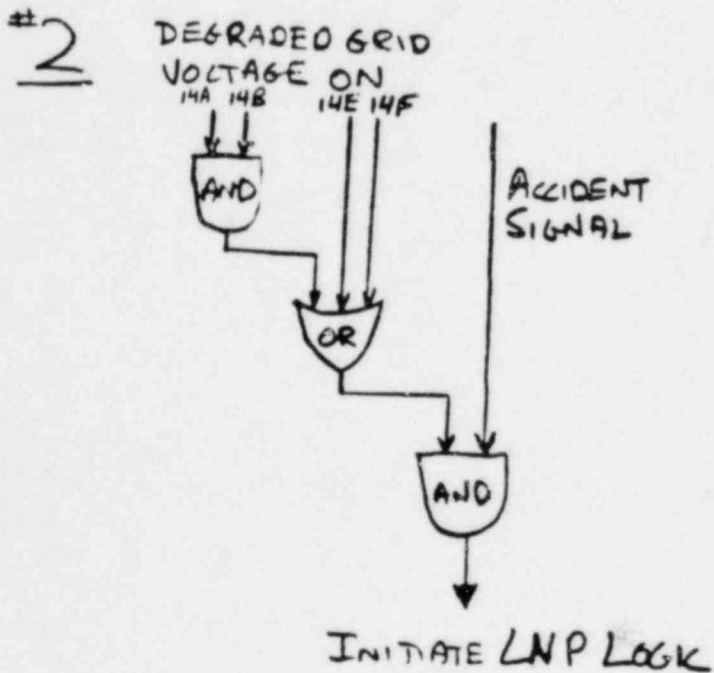 #2
DEGRADED GRID
VOLTAGE ON
14A 14B 14E 14F
AND
ACCIDENT
SIGNAL
OR
AND
INITIATE LNP LOGIC